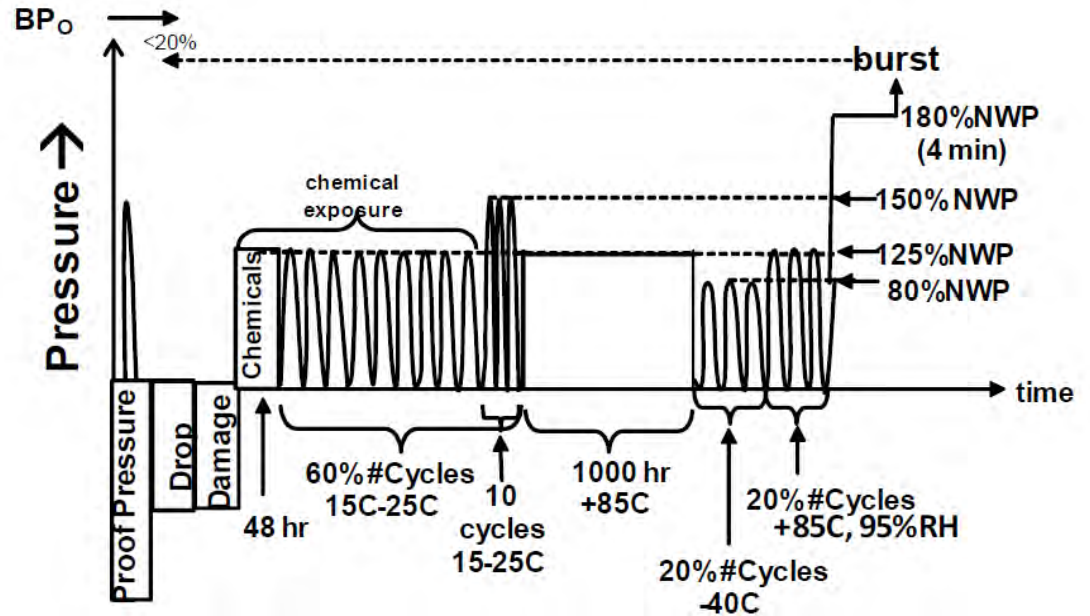 BPO
<20%
burst
180%NWP
(4 min)
Pressure →
chemical
exposure
150%NWP
125%NWP
80%NWP
Chemicals
time
Proof Pressure
Drop
Damage
48 hr
60%#Cycles
15C-25C
10
cycles
15-25C
1000 hr
+85C
20%#Cycles
-40C
20%#Cycles
+85C, 95%RH